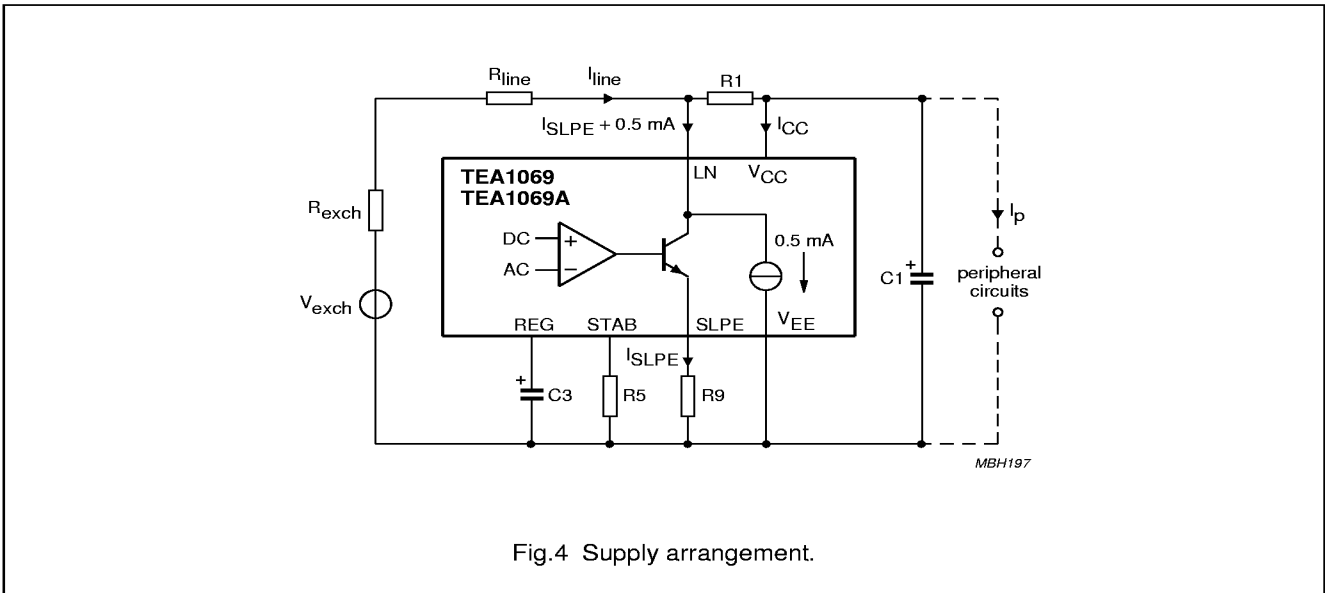 Rline Iline R1
ISLPE + 0.5 mA ICC
LN VCC
TEA1069
TEA1069A
Rexch
DC +
AC −
0.5 mA
Ip
Vexch
C1 +
peripheral
circuits
REG STAB SLPE VEE
ISLPE
+ C3 R5 R9
MBH197
Fig.4 Supply arrangement.